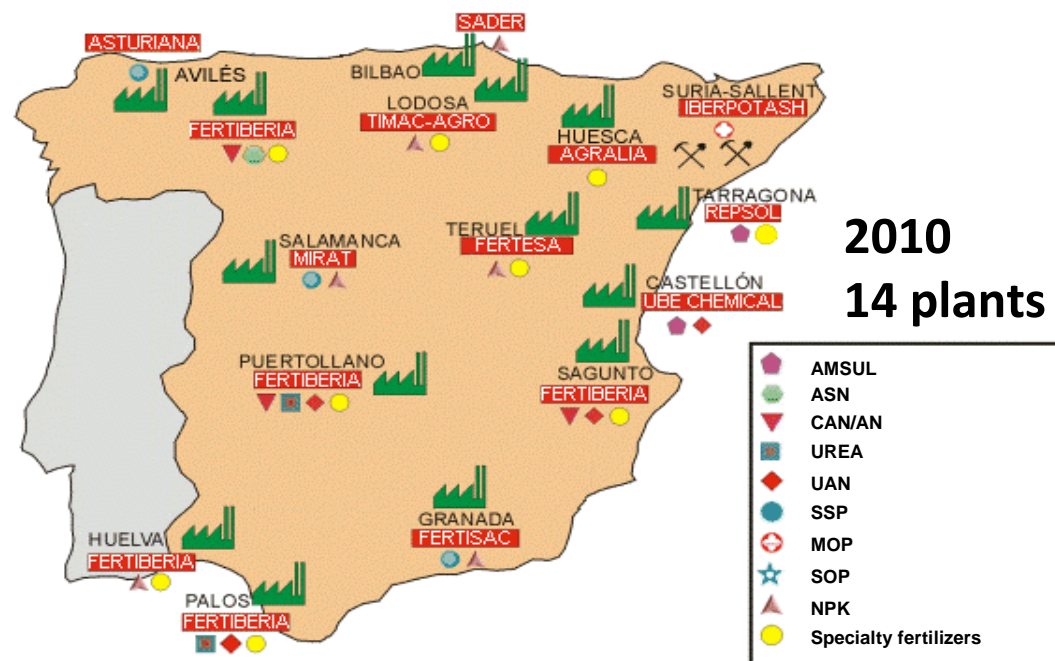 SADER
ASTURIANA
AVILÉS
BILBAO
FERTIBERIA
LODOSA
TIMAC-AGRO
HUESCA
AGRALIA
SURIA-SALLENT
IBERPOTASH
TARRAGONA
REPSOL
TERUEL
FERTESA
SALAMANCA
MIRAT
CASTELLÓN
UBE CHEMICAL
PUERTOLLANO
FERTIBERIA
SAGUNTO
FERTIBERIA
GRANADA
FERTISAC
HUELVA
FERTIBERIA
PALOS
FERTIBERIA
2010
14 plants
AMSUL
ASN
CAN/AN
UREA
UAN
SSP
MOP
SOP
NPK
Specialty fertilizers